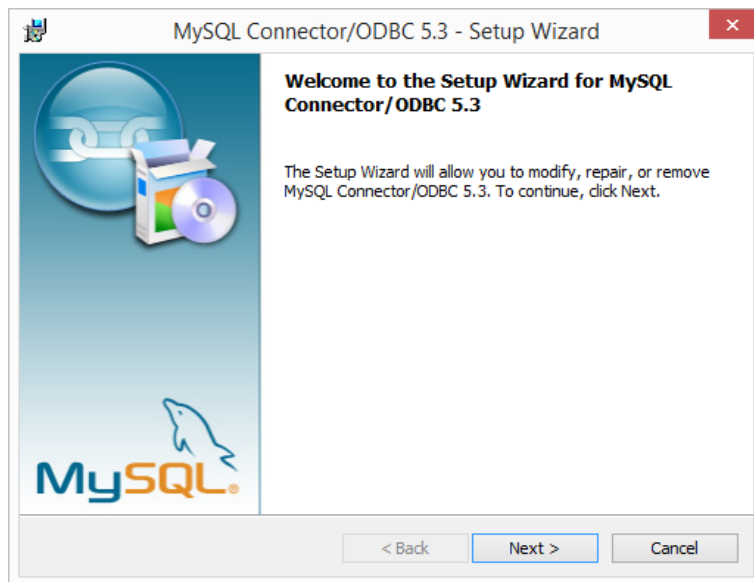 MySQL Connector/ODBC 5.3 - Setup Wizard
Welcome to the Setup Wizard for MySQL
Connector/ODBC 5.3
The Setup Wizard will allow you to modify, repair, or remove
MySQL Connector/ODBC 5.3. To continue, click Next.
MySQL®
< Back
Next >
Cancel